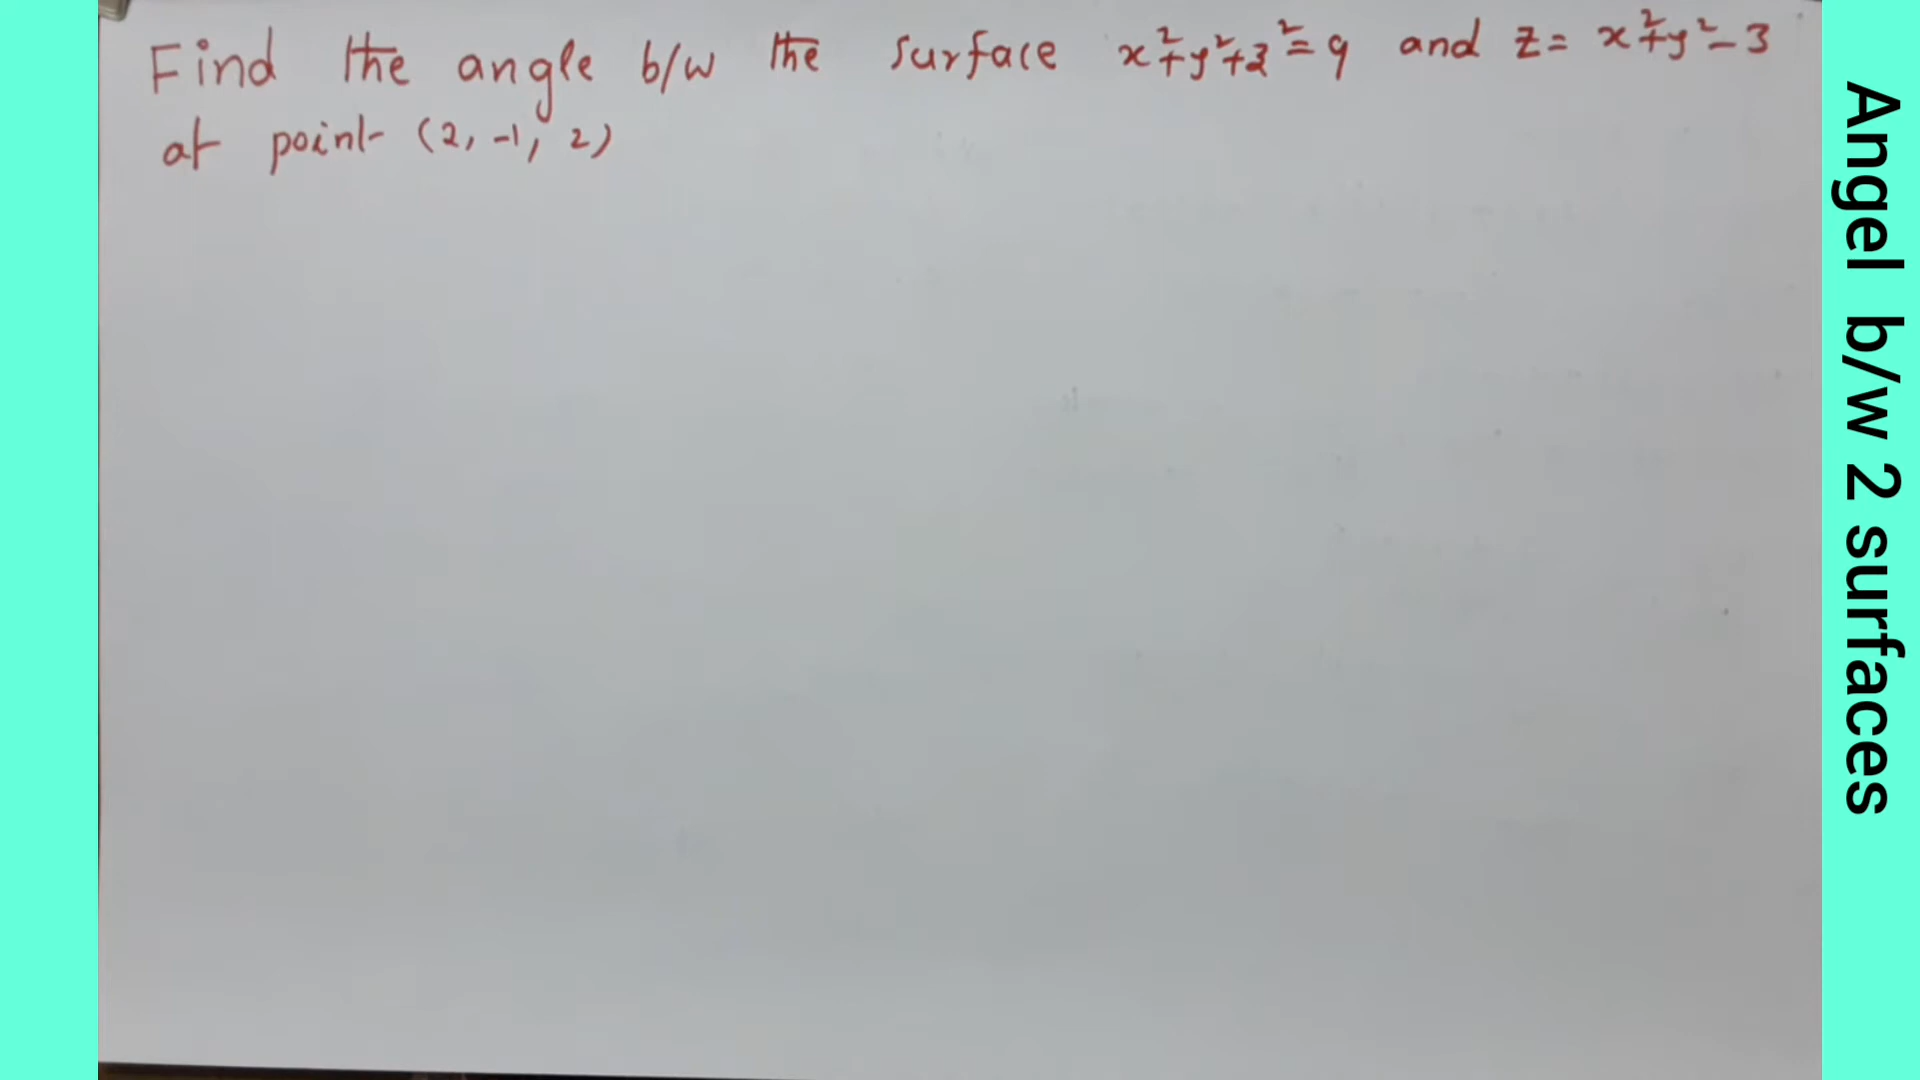 Find the angle b/w the surface x²+y²+z²=9 and z= x²+y²-3
at point (2, -1, 2)
Angel b/w 2 surfaces